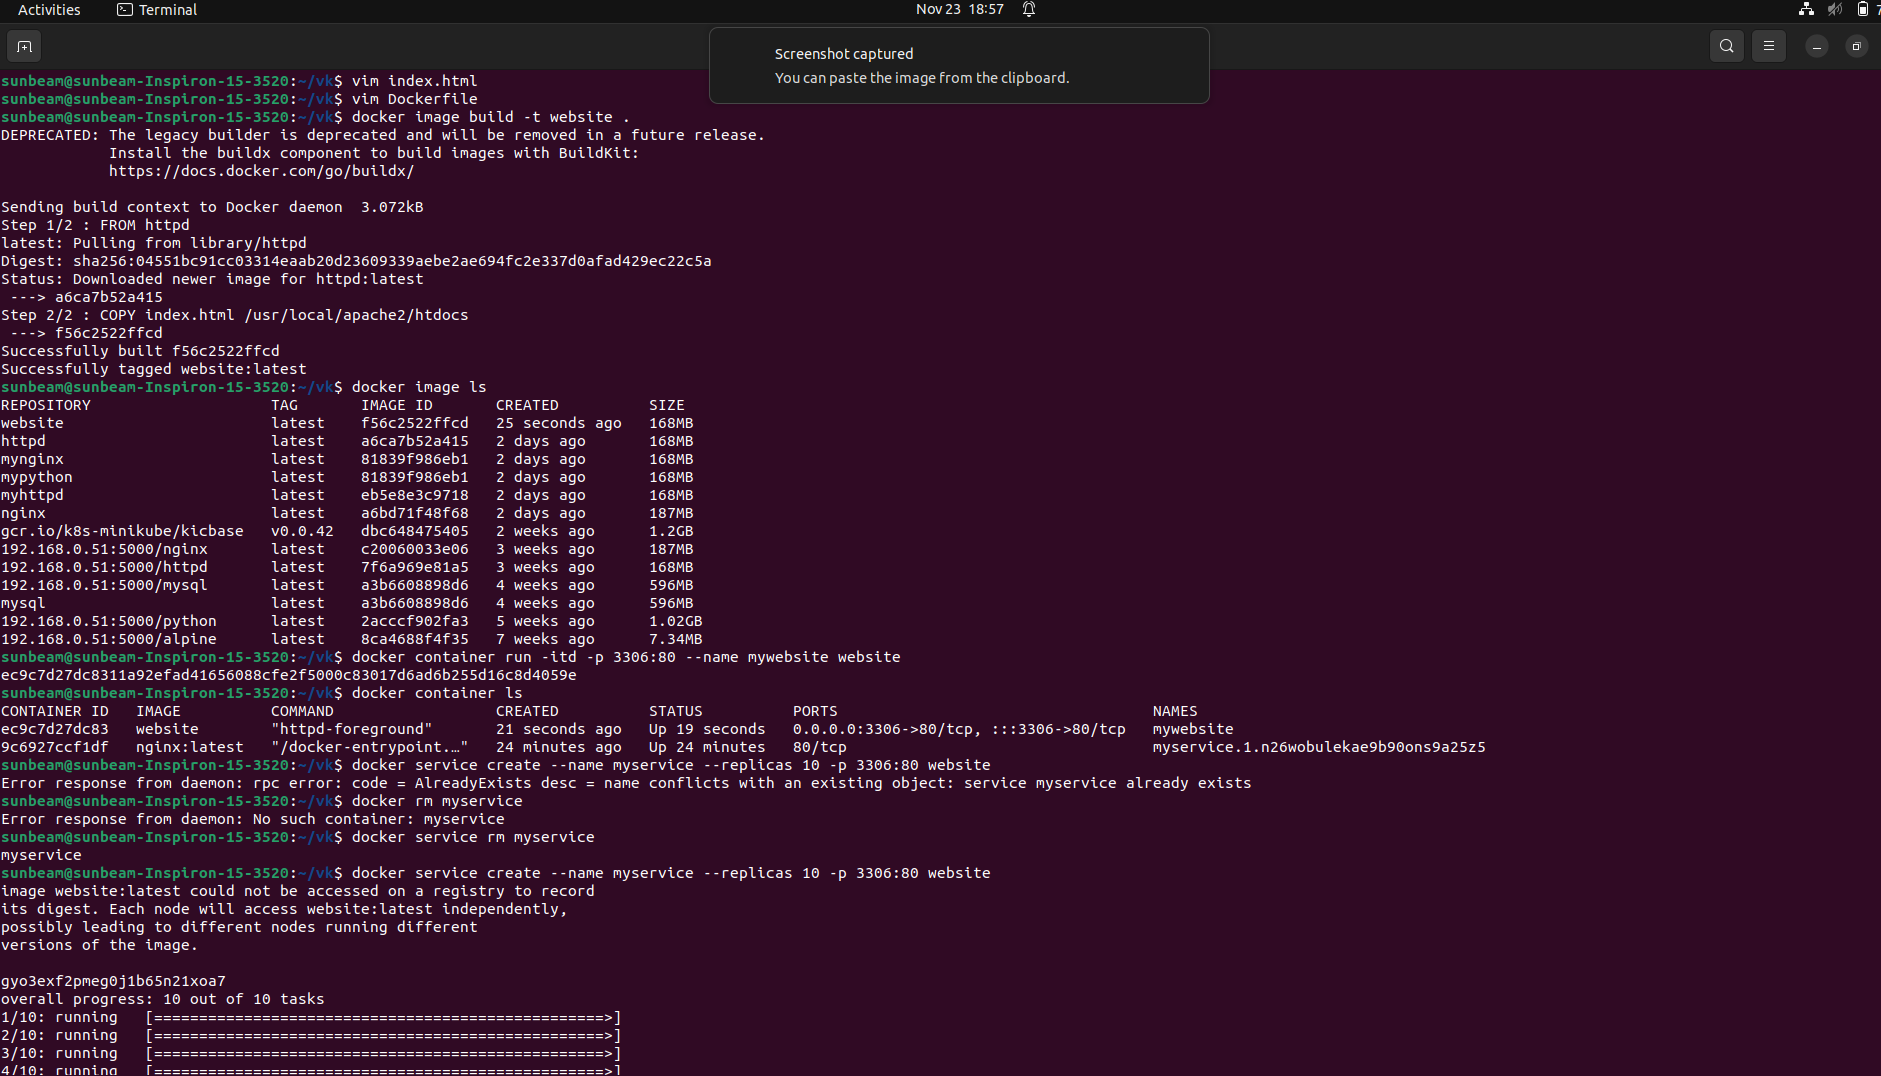 Activities
Terminal
Nov 23 18:57
Screenshot captured
You can paste the image from the clipboard.
sunbeam@sunbeam-Inspiron-15-3520:~/vk$ vim index.html
sunbeam@sunbeam-Inspiron-15-3520:~/vk$ vim Dockerfile
sunbeam@sunbeam-Inspiron-15-3520:~/vk$ docker image build -t website .
DEPRECATED: The legacy builder is deprecated and will be removed in a future release.
            Install the buildx component to build images with BuildKit:
            https://docs.docker.com/go/buildx/
Sending build context to Docker daemon  3.072kB
Step 1/2 : FROM httpd
latest: Pulling from library/httpd
Digest: sha256:04551bc91cc03314eaab20d23609339aebe2ae694fc2e337d0afad429ec22c5a
Status: Downloaded newer image for httpd:latest
 ---> a6ca7b52a415
Step 2/2 : COPY index.html /usr/local/apache2/htdocs
 ---> f56c2522ffcd
Successfully built f56c2522ffcd
Successfully tagged website:latest
sunbeam@sunbeam-Inspiron-15-3520:~/vk$ docker image ls
REPOSITORY                    TAG       IMAGE ID       CREATED          SIZE
website                       latest    f56c2522ffcd   25 seconds ago   168MB
httpd                         latest    a6ca7b52a415   2 days ago       168MB
mynginx                       latest    81839f986eb1   2 days ago       168MB
mypython                      latest    81839f986eb1   2 days ago       168MB
myhttpd                       latest    eb5e8e3c9718   2 days ago       168MB
nginx                         latest    a6bd71f48f68   2 days ago       187MB
gcr.io/k8s-minikube/kicbase   v0.0.42   dbc648475405   2 weeks ago      1.2GB
192.168.0.51:5000/nginx       latest    c20060033e06   3 weeks ago      187MB
192.168.0.51:5000/httpd       latest    7f6a969e81a5   3 weeks ago      168MB
192.168.0.51:5000/mysql       latest    a3b6608898d6   4 weeks ago      596MB
mysql                         latest    a3b6608898d6   4 weeks ago      596MB
192.168.0.51:5000/python      latest    2acccf902fa3   5 weeks ago      1.02GB
192.168.0.51:5000/alpine      latest    8ca4688f4f35   7 weeks ago      7.34MB
sunbeam@sunbeam-Inspiron-15-3520:~/vk$ docker container run -itd -p 3306:80 --name mywebsite website
ec9c7d27dc8311a92efad41656088cfe2f5000c83017d6ad6b255d16c8d4059e
sunbeam@sunbeam-Inspiron-15-3520:~/vk$ docker container ls
CONTAINER ID   IMAGE          COMMAND                  CREATED          STATUS          PORTS                                   NAMES
ec9c7d27dc83   website        "httpd-foreground"       21 seconds ago   Up 19 seconds   0.0.0.0:3306->80/tcp, :::3306->80/tcp   mywebsite
9c6927ccf1df   nginx:latest   "/docker-entrypoint.…"   24 minutes ago   Up 24 minutes   80/tcp                                  myservice.1.n26wobulekae9b90ons9a25z5
sunbeam@sunbeam-Inspiron-15-3520:~/vk$ docker service create --name myservice --replicas 10 -p 3306:80 website
Error response from daemon: rpc error: code = AlreadyExists desc = name conflicts with an existing object: service myservice already exists
sunbeam@sunbeam-Inspiron-15-3520:~/vk$ docker rm myservice
Error response from daemon: No such container: myservice
sunbeam@sunbeam-Inspiron-15-3520:~/vk$ docker service rm myservice
myservice
sunbeam@sunbeam-Inspiron-15-3520:~/vk$ docker service create --name myservice --replicas 10 -p 3306:80 website
image website:latest could not be accessed on a registry to record
its digest. Each node will access website:latest independently,
possibly leading to different nodes running different
versions of the image.
gyo3exf2pmeg0j1b65n21xoa7
overall progress: 10 out of 10 tasks
1/10: running   [==================================================>]
2/10: running   [==================================================>]
3/10: running   [==================================================>]
4/10: running   [==================================================>]